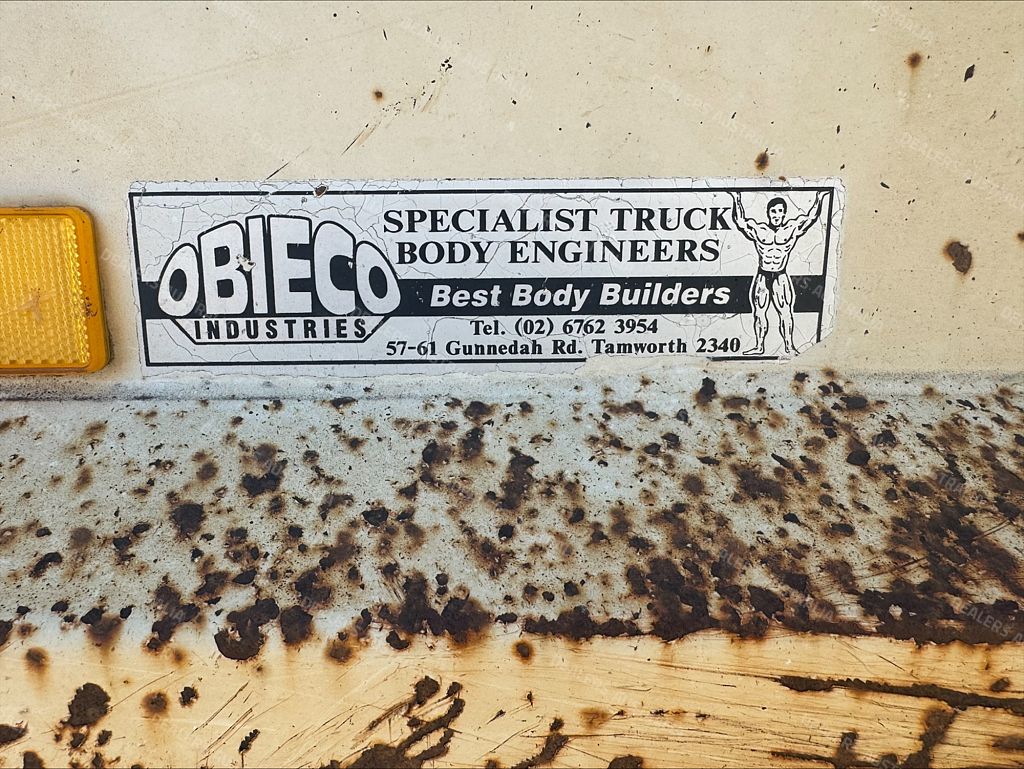 OBIECO
INDUSTRIES
SPECIALIST TRUCK
BODY ENGINEERS
Best Body Builders
Tel. (02) 6762 3954
57-61 Gunnedah Rd. Tamworth 2340